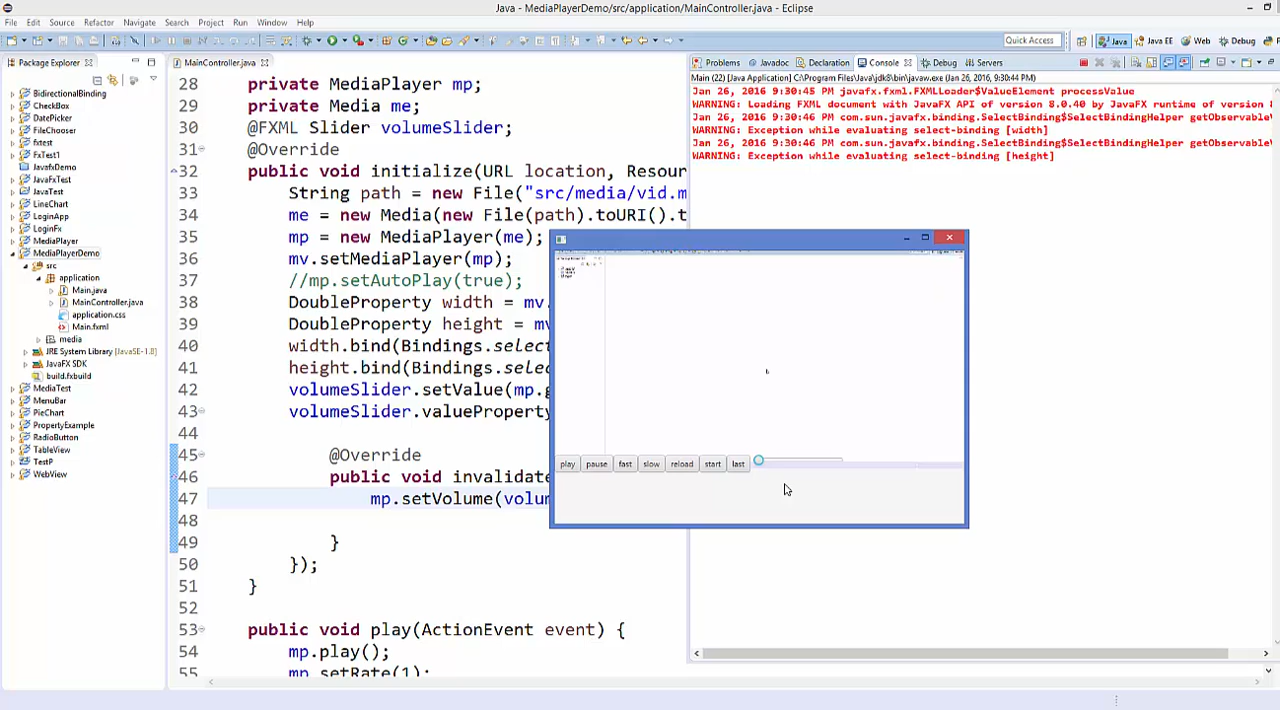 Java - MediaPlayerDemo/src/application/MainController.java - Eclipse
File Edit Source Refactor Navigate Search Project Run Window Help
Quick Access Java Java EE Web Debug
Package Explorer
BidirectionalBinding
CheckBox
DatePicker
FileChooser
fxtest
FxTest1
JavafxDemo
JavaFxTest
JavaTest
LineChart
LoginApp
LoginFx
MediaPlayer
MediaPlayerDemo
src
application
Main.java
MainController.java
application.css
Main.fxml
media
JRE System Library [JavaSE-1.8]
JavaFX SDK
build.fxbuild
MediaTest
MenuBar
PieChart
PropertyExample
RadioButton
TableView
TestP
WebView
MainController.java
28 private MediaPlayer mp;
29 private Media me;
30 @FXML Slider volumeSlider;
31 @Override
32 public void initialize(URL location, Resour
33 String path = new File("src/media/vid.m
34 me = new Media(new File(path).toURI().t
35 mp = new MediaPlayer(me);
36 mv.setMediaPlayer(mp);
37 //mp.setAutoPlay(true);
38 DoubleProperty width = mv.
39 DoubleProperty height = mv
40 width.bind(Bindings.select
41 height.bind(Bindings.selec
42 volumeSlider.setValue(mp.g
43 volumeSlider.valueProperty
44
45 @Override
46 public void invalidate
47 mp.setVolume(volum
48
49 }
50 });
51 }
52
53 public void play(ActionEvent event) {
54 mp.play();
55 mp.setRate(1);
Problems Javadoc Declaration Console Debug Servers
Main (22) [Java Application] C:\Program Files\Java\jdk8\bin\javaw.exe (Jan 26, 2016 9:30:44 PM)
Jan 26, 2016 9:30:45 PM javafx.fxml.FXMLLoader$ValueElement processValue
WARNING: Loading FXML document with JavaFX API of version 8.0.40 by JavaFX runtime of version 8
Jan 26, 2016 9:30:46 PM com.sun.javafx.binding.SelectBinding$SelectBindingHelper getObservableV
WARNING: Exception while evaluating select-binding [width]
Jan 26, 2016 9:30:46 PM com.sun.javafx.binding.SelectBinding$SelectBindingHelper getObservableV
WARNING: Exception while evaluating select-binding [height]
play pause fast slow reload start last